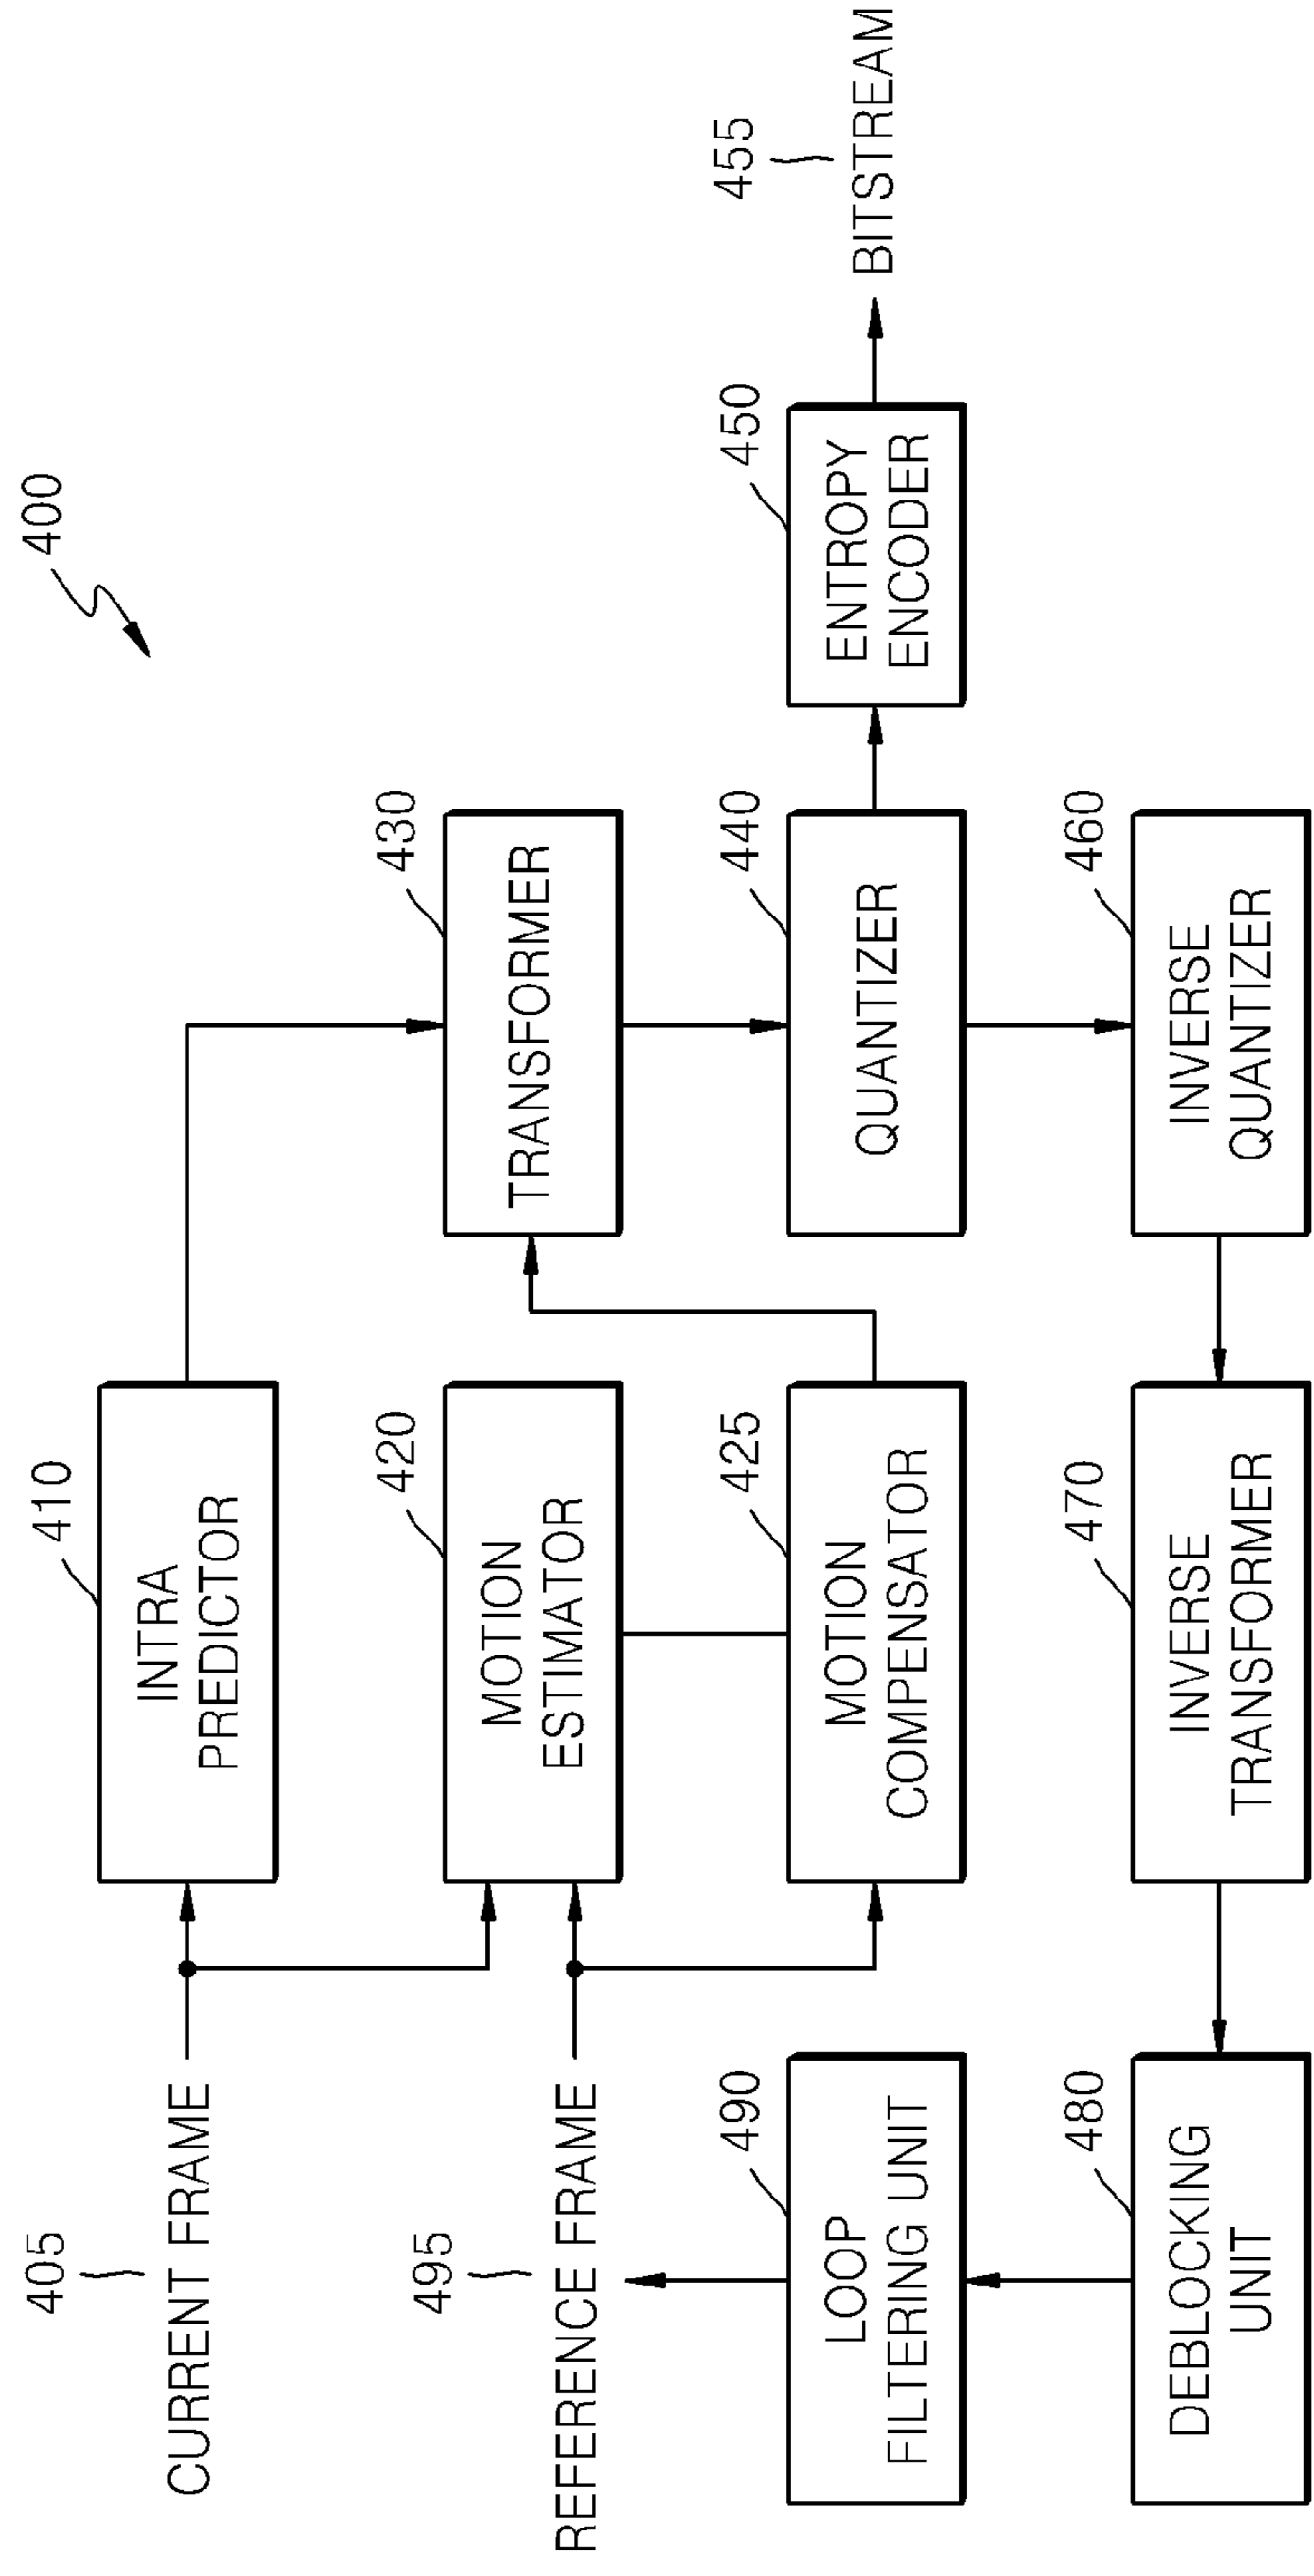 400
405
CURRENT FRAME
410
INTRA
PREDICTOR
495
REFERENCE FRAME
420
MOTION
ESTIMATOR
430
TRANSFORMER
490
LOOP
FILTERING UNIT
425
MOTION
COMPENSATOR
440
QUANTIZER
450
ENTROPY
ENCODER
455
BITSTREAM
480
DEBLOCKING
UNIT
470
INVERSE
TRANSFORMER
460
INVERSE
QUANTIZER